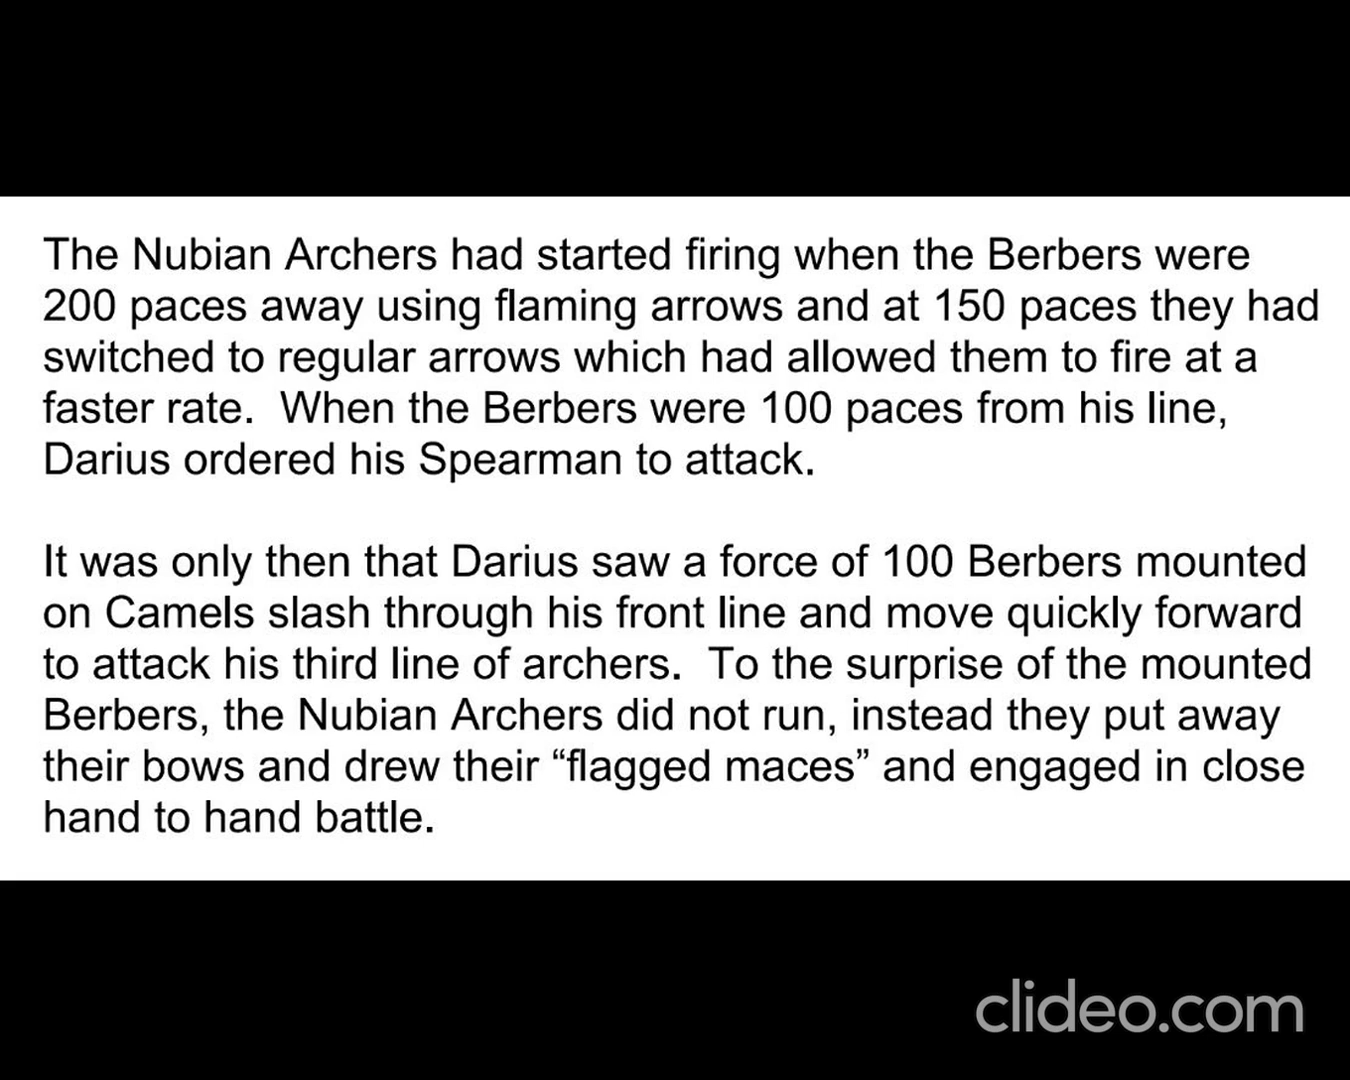 The Nubian Archers had started firing when the Berbers were
200 paces away using flaming arrows and at 150 paces they had
switched to regular arrows which had allowed them to fire at a
faster rate.  When the Berbers were 100 paces from his line,
Darius ordered his Spearman to attack.
It was only then that Darius saw a force of 100 Berbers mounted
on Camels slash through his front line and move quickly forward
to attack his third line of archers.  To the surprise of the mounted
Berbers, the Nubian Archers did not run, instead they put away
their bows and drew their “flagged maces” and engaged in close
hand to hand battle.
clideo.com